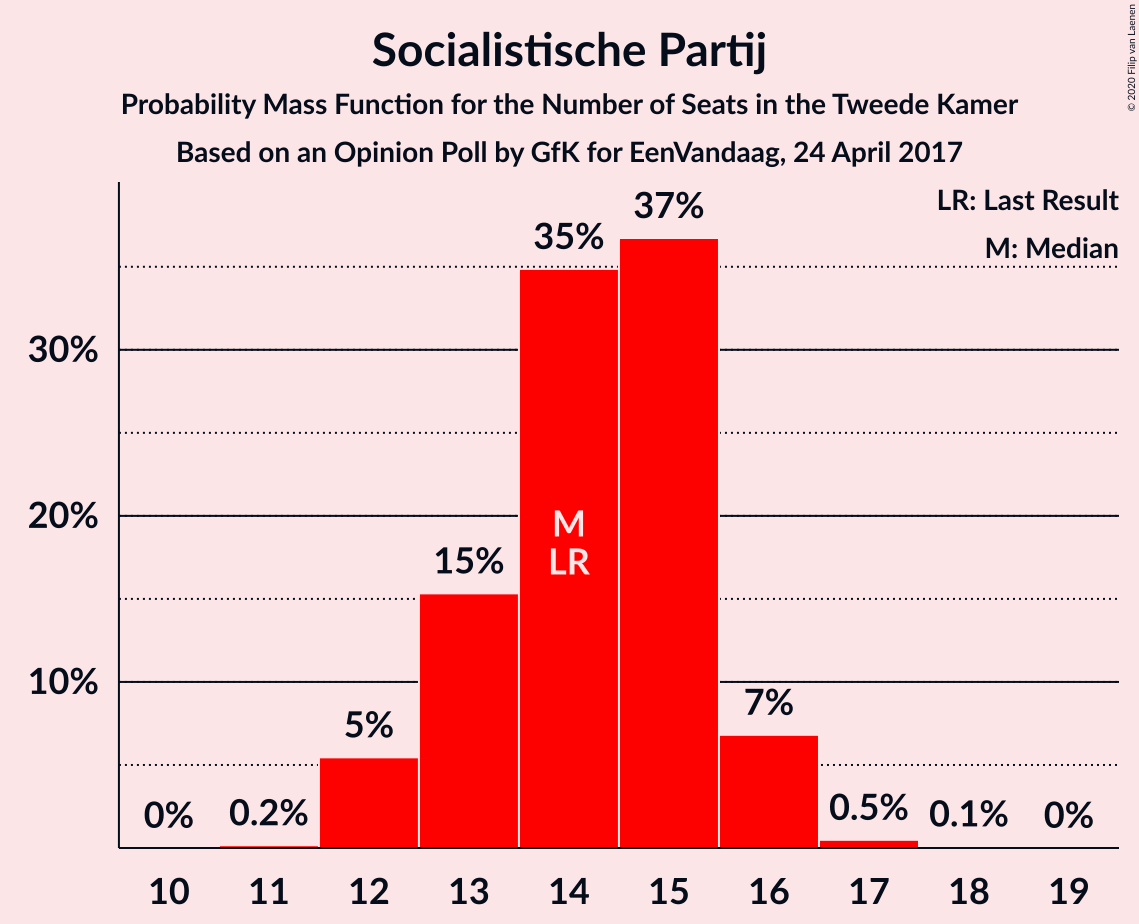 Socialistische Partij
Probability Mass Function for the Number of Seats in the Tweede Kamer
Based on an Opinion Poll by GfK for EenVandaag, 24 April 2017
© 2020 Filip van Laenen
LR: Last Result
M: Median
30%
20%
10%
0%
0.2%
5%
15%
35%
37%
7%
0.5%
0.1%
0%
M
LR
10 11 12 13 14 15 16 17 18 19